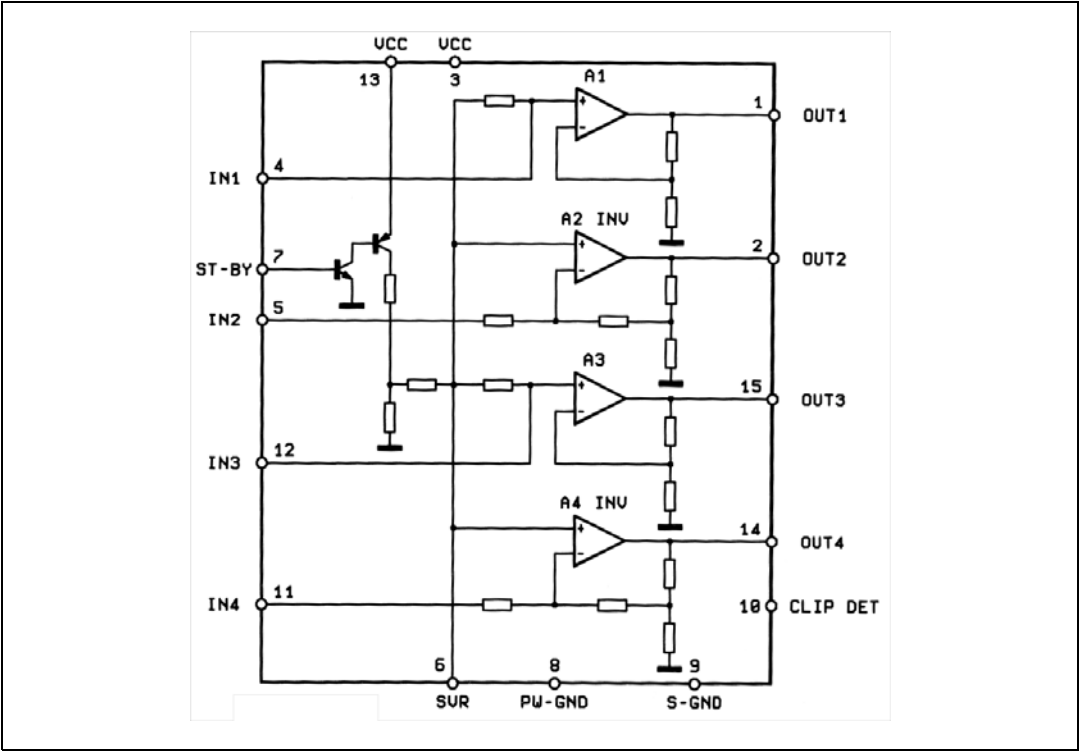 VCC VCC
13 3
A1
1 OUT1
+
-
IN1 4
A2 INV
2 OUT2
+
-
ST-BY 7
IN2 5
A3
15 OUT3
+
-
IN3 12
A4 INV
14 OUT4
+
-
IN4 11
10 CLIP DET
6 8 9
SVR PW-GND S-GND